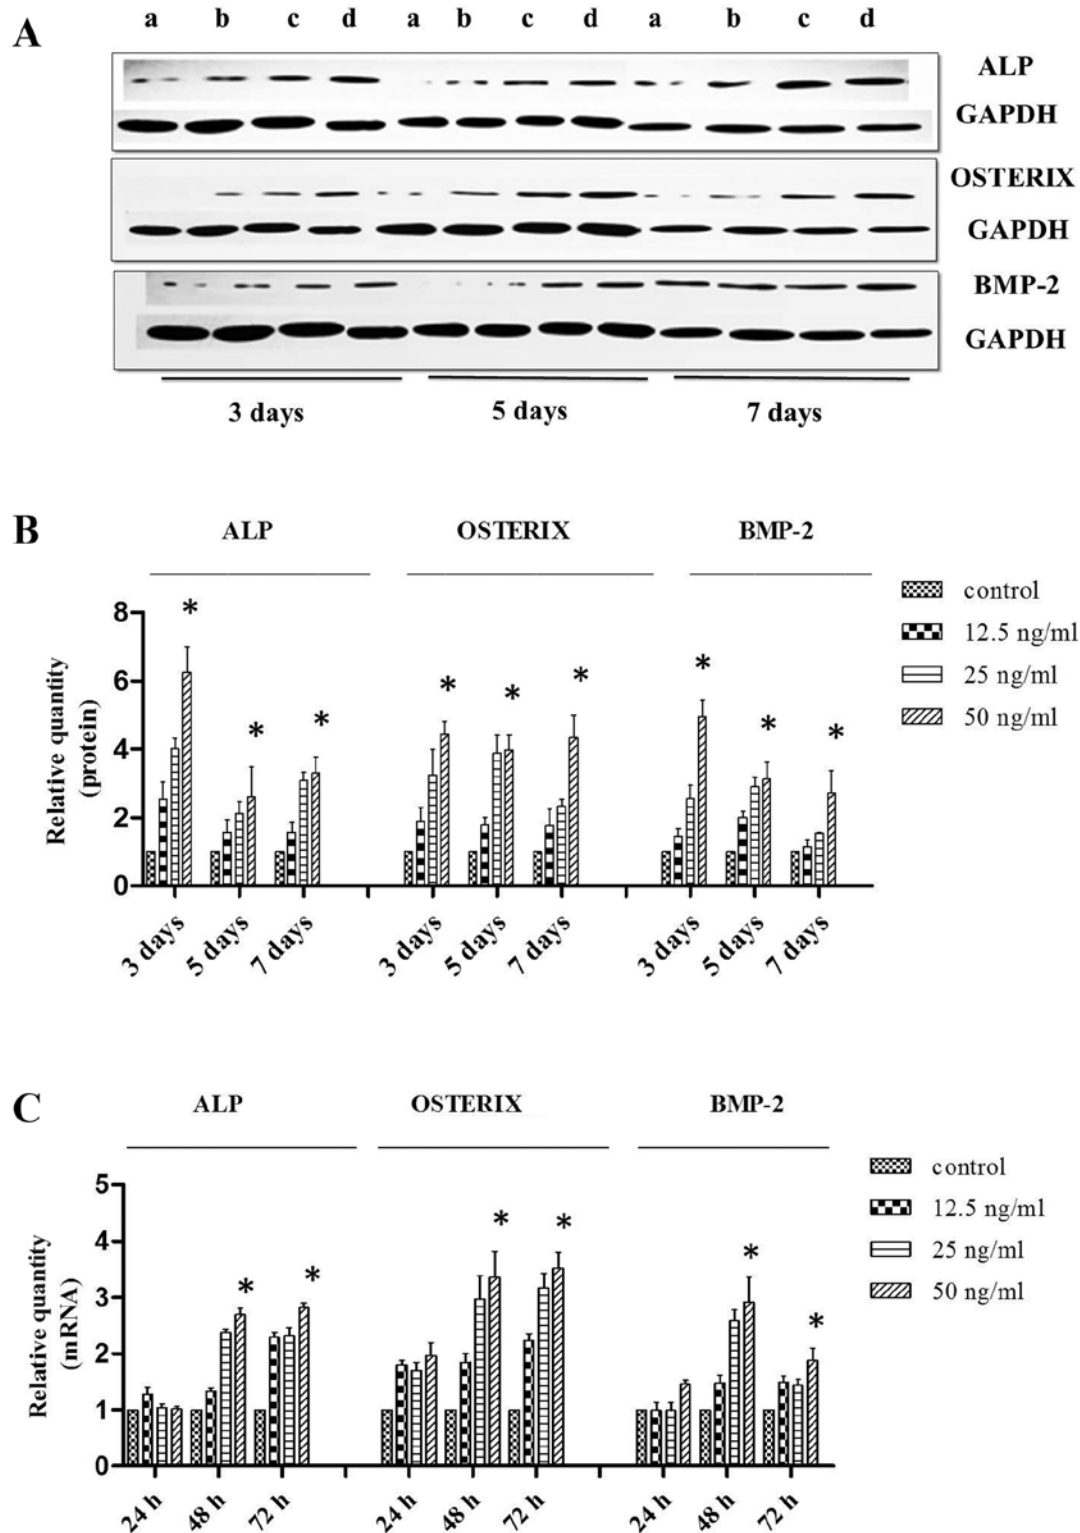 A
a b c d a b c d a b c d
ALP
GAPDH
OSTERIX
GAPDH
BMP-2
GAPDH
3 days 5 days 7 days
B
ALP OSTERIX BMP-2
control
12.5 ng/ml
25 ng/ml
50 ng/ml
* * * * * * * * *
Relative quantity
(protein)
8
6
4
2
0
3 days 5 days 7 days 3 days 5 days 7 days 3 days 5 days 7 days
C
ALP OSTERIX BMP-2
control
12.5 ng/ml
25 ng/ml
50 ng/ml
* * * * * *
Relative quantity
(mRNA)
5
4
3
2
1
0
24 h 48 h 72 h 24 h 48 h 72 h 24 h 48 h 72 h